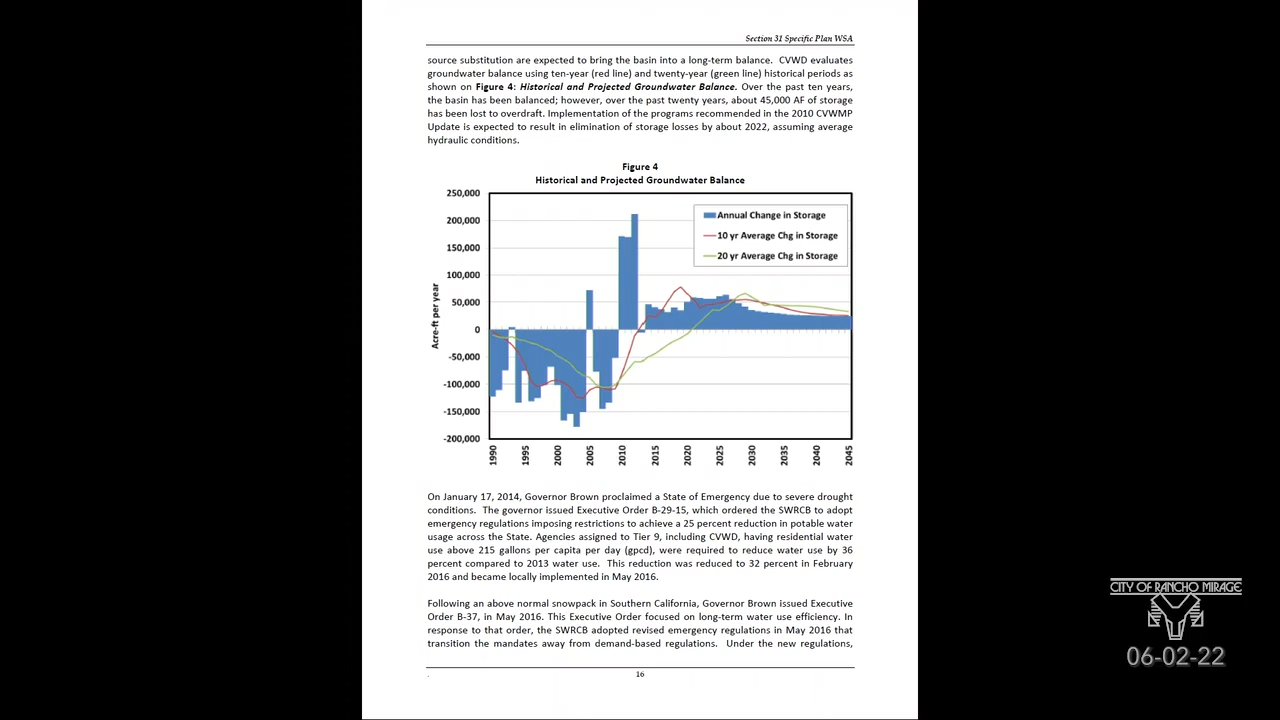 Section 31 Specific Plan WSA
source substitution are expected to bring the basin into a long-term balance. CVWD evaluates
groundwater balance using ten-year (red line) and twenty-year (green line) historical periods as
shown on Figure 4: Historical and Projected Groundwater Balance. Over the past ten years,
the basin has been balanced; however, over the past twenty years, about 45,000 AF of storage
has been lost to overdraft. Implementation of the programs recommended in the 2010 CVWMP
Update is expected to result in elimination of storage losses by about 2022, assuming average
hydraulic conditions.
Figure 4
Historical and Projected Groundwater Balance
250,000
200,000
150,000
100,000
50,000
0
-50,000
-100,000
-150,000
-200,000
Acre-ft per year
Annual Change in Storage
10 yr Average Chg in Storage
20 yr Average Chg in Storage
1990
1995
2000
2005
2010
2015
2020
2025
2030
2035
2040
2045
On January 17, 2014, Governor Brown proclaimed a State of Emergency due to severe drought
conditions. The governor issued Executive Order B-29-15, which ordered the SWRCB to adopt
emergency regulations imposing restrictions to achieve a 25 percent reduction in potable water
usage across the State. Agencies assigned to Tier 9, including CVWD, having residential water
use above 215 gallons per capita per day (gpcd), were required to reduce water use by 36
percent compared to 2013 water use. This reduction was reduced to 32 percent in February
2016 and became locally implemented in May 2016.
Following an above normal snowpack in Southern California, Governor Brown issued Executive
Order B-37, in May 2016. This Executive Order focused on long-term water use efficiency. In
response to that order, the SWRCB adopted revised emergency regulations in May 2016 that
transition the mandates away from demand-based regulations. Under the new regulations,
16
CITY OF RANCHO MIRAGE
06-02-22